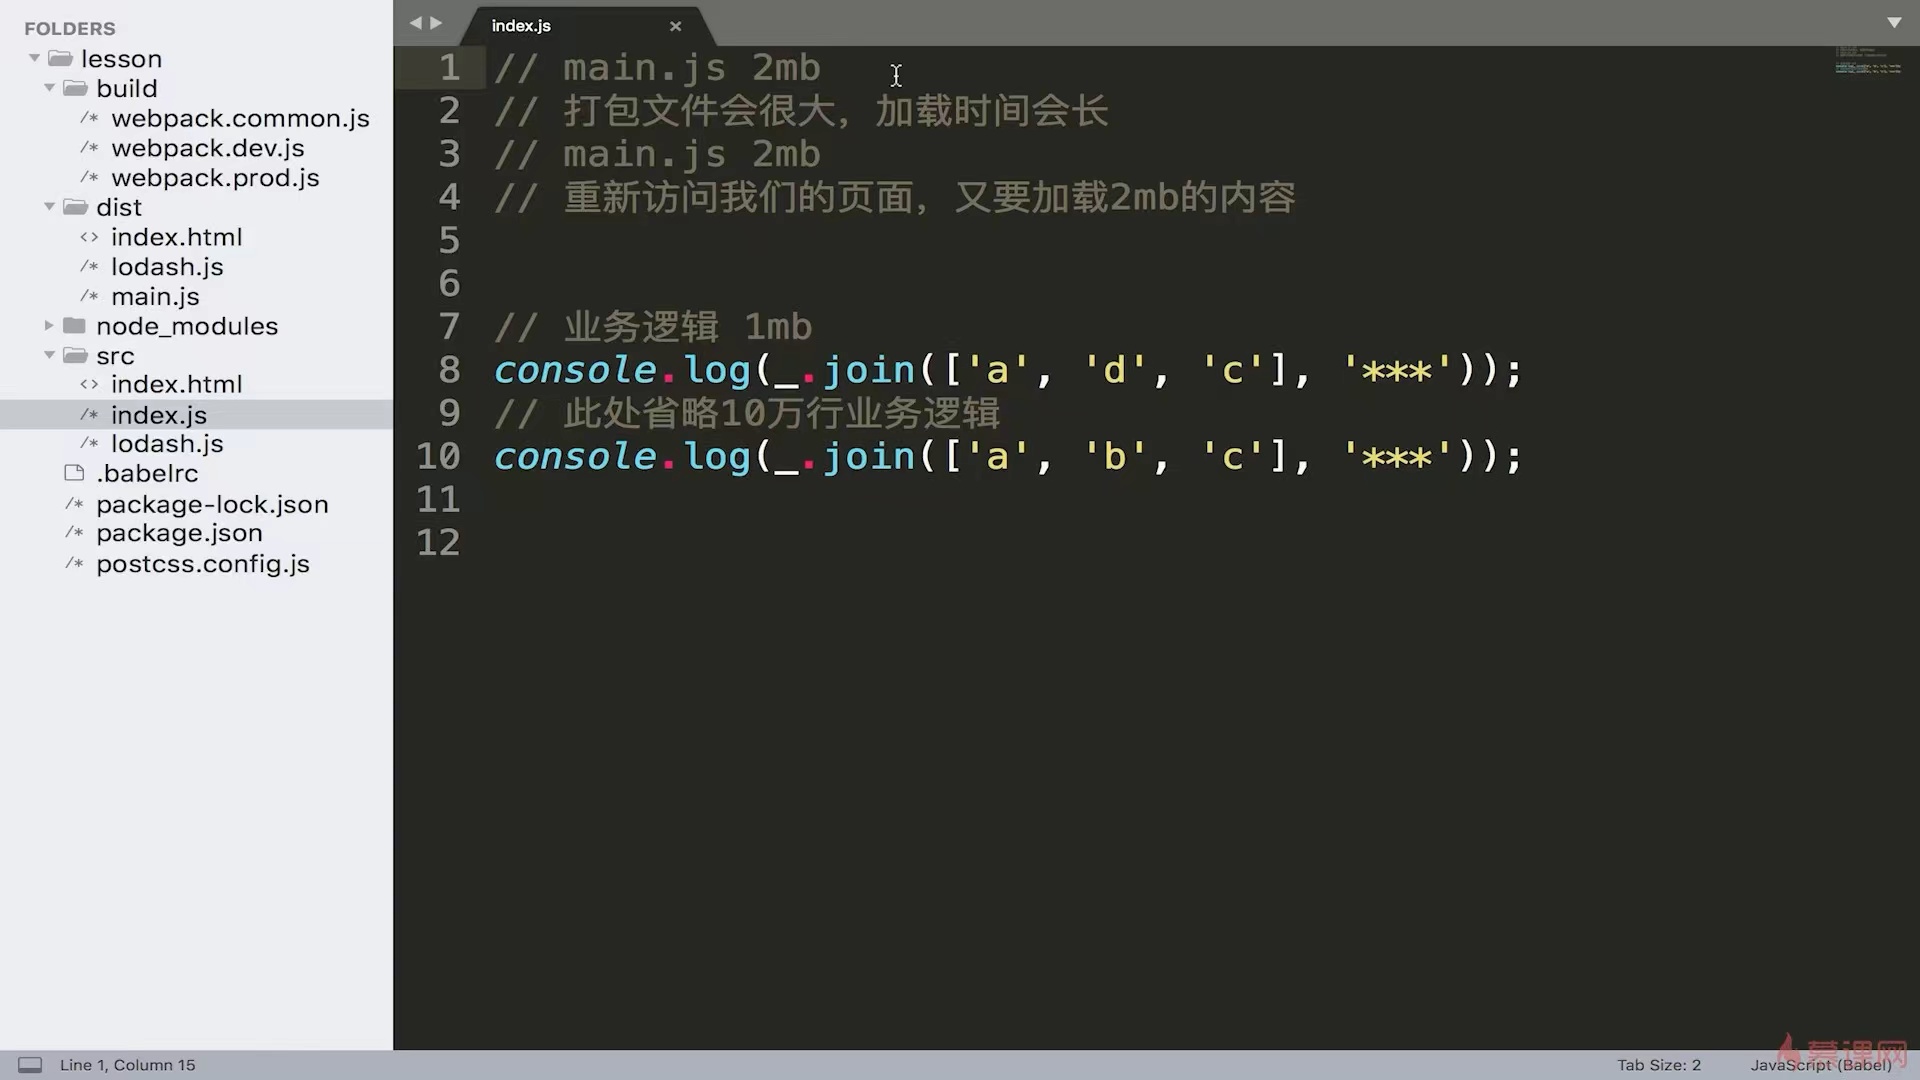 FOLDERS
lesson
build
webpack.common.js
webpack.dev.js
webpack.prod.js
dist
index.html
lodash.js
main.js
node_modules
src
index.html
index.js
lodash.js
.babelrc
package-lock.json
package.json
postcss.config.js
index.js
1 // main.js 2mb
2 // 打包文件会很大，加载时间会长
3 // main.js 2mb
4 // 重新访问我们的页面，又要加载2mb的内容
5
6
7 // 业务逻辑 1mb
8 console.log(_.join(['a', 'd', 'c'], '***'));
9 // 此处省略10万行业务逻辑
10 console.log(_.join(['a', 'b', 'c'], '***'));
11
12
Line 1, Column 15
Tab Size: 2
JavaScript (Babel)
慕课网